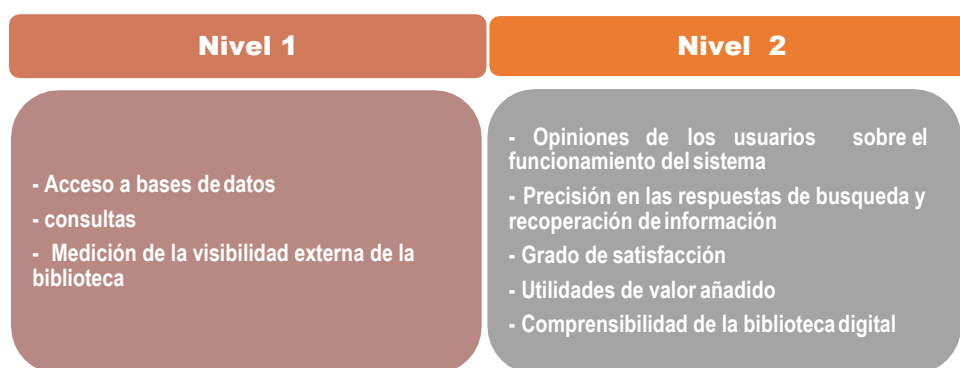 Nivel 1
Nivel 2
- Acceso a bases de datos
- consultas
- Medición de la visibilidad externa de la
biblioteca
- Opiniones de los usuarios sobre el
funcionamiento del sistema
- Precisión en las respuestas de busqueda y
recoperación de información
- Grado de satisfacción
- Utilidades de valor añadido
- Comprensibilidad de la biblioteca digital